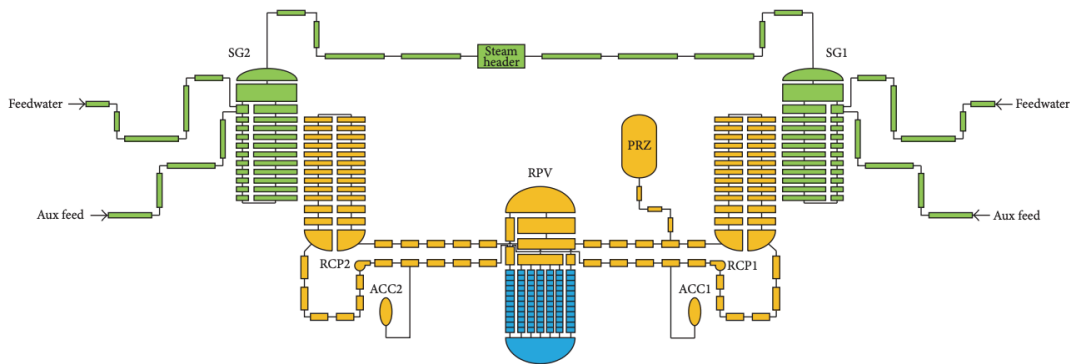 SG2
Steam
header
SG1
Feedwater
Feedwater
PRZ
RPV
Aux feed
Aux feed
RCP2
RCP1
ACC2
ACC1